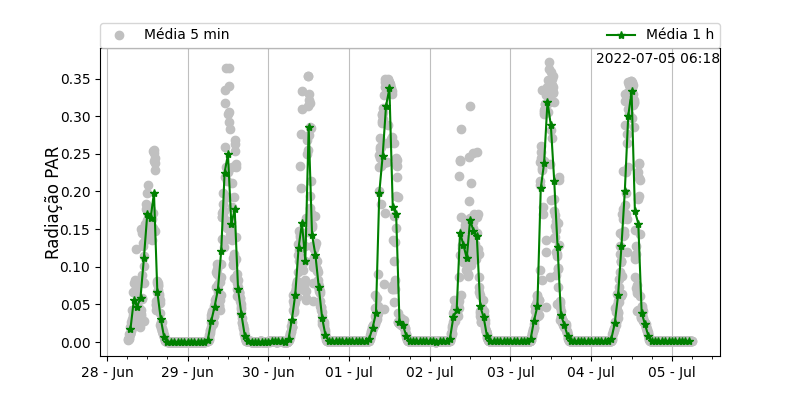 Média 5 min
Média 1 h
2022-07-05 06:18
Radiação PAR
0.35
0.30
0.25
0.20
0.15
0.10
0.05
0.00
28 - Jun
29 - Jun
30 - Jun
01 - Jul
02 - Jul
03 - Jul
04 - Jul
05 - Jul